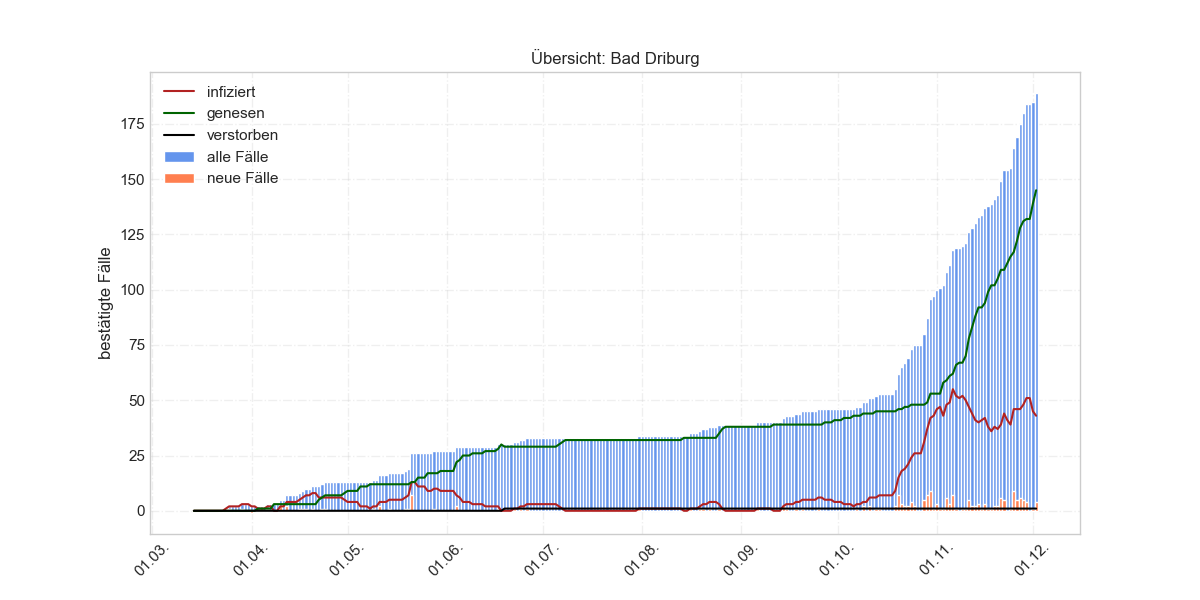 Übersicht: Bad Driburg
infiziert
genesen
verstorben
alle Fälle
neue Fälle
bestätigte Fälle
175
150
125
100
75
50
25
0
01.03.
01.04.
01.05.
01.06.
01.07.
01.08.
01.09.
01.10.
01.11.
01.12.